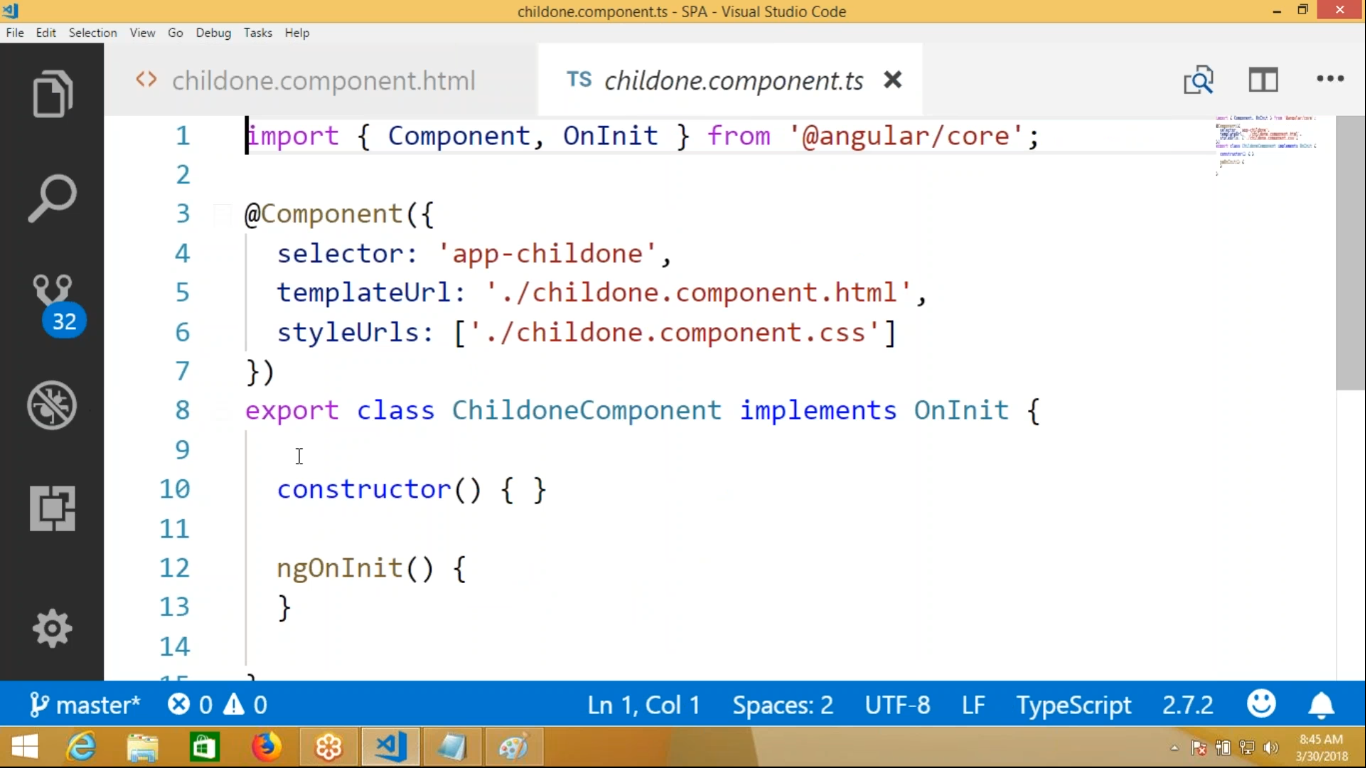 childone.component.ts - SPA - Visual Studio Code
File Edit Selection View Go Debug Tasks Help
<> childone.component.html TS childone.component.ts
1 import { Component, OnInit } from '@angular/core';
2
3 @Component({
4 selector: 'app-childone',
5 templateUrl: './childone.component.html',
6 styleUrls: ['./childone.component.css']
7 })
8 export class ChildoneComponent implements OnInit {
9
10 constructor() { }
11
12 ngOnInit() {
13 }
14
32
master* 0 0 Ln 1, Col 1 Spaces: 2 UTF-8 LF TypeScript 2.7.2
8:45 AM
3/30/2018